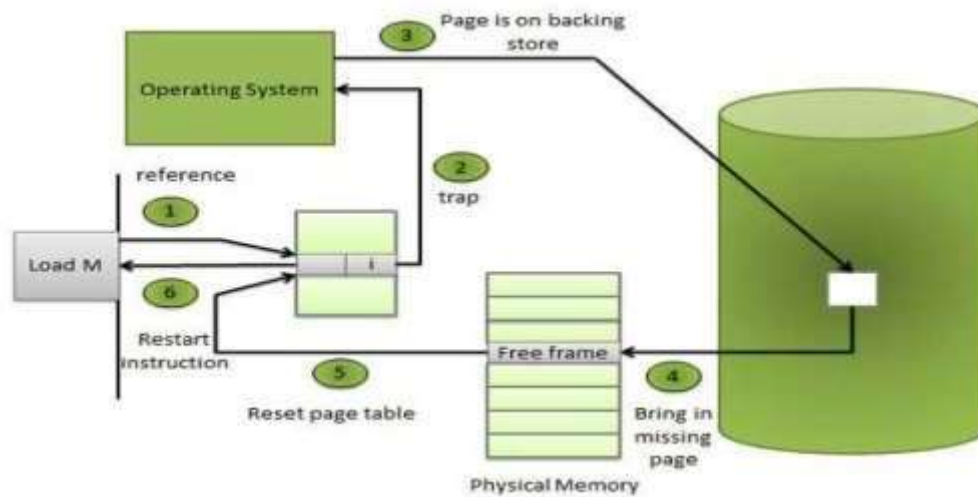 3
Page is on backing
store
Operating System
2
trap
reference
1
Load M
i
6
Restart
instruction
Free frame
5
Reset page table
4
Bring in
missing
page
Physical Memory